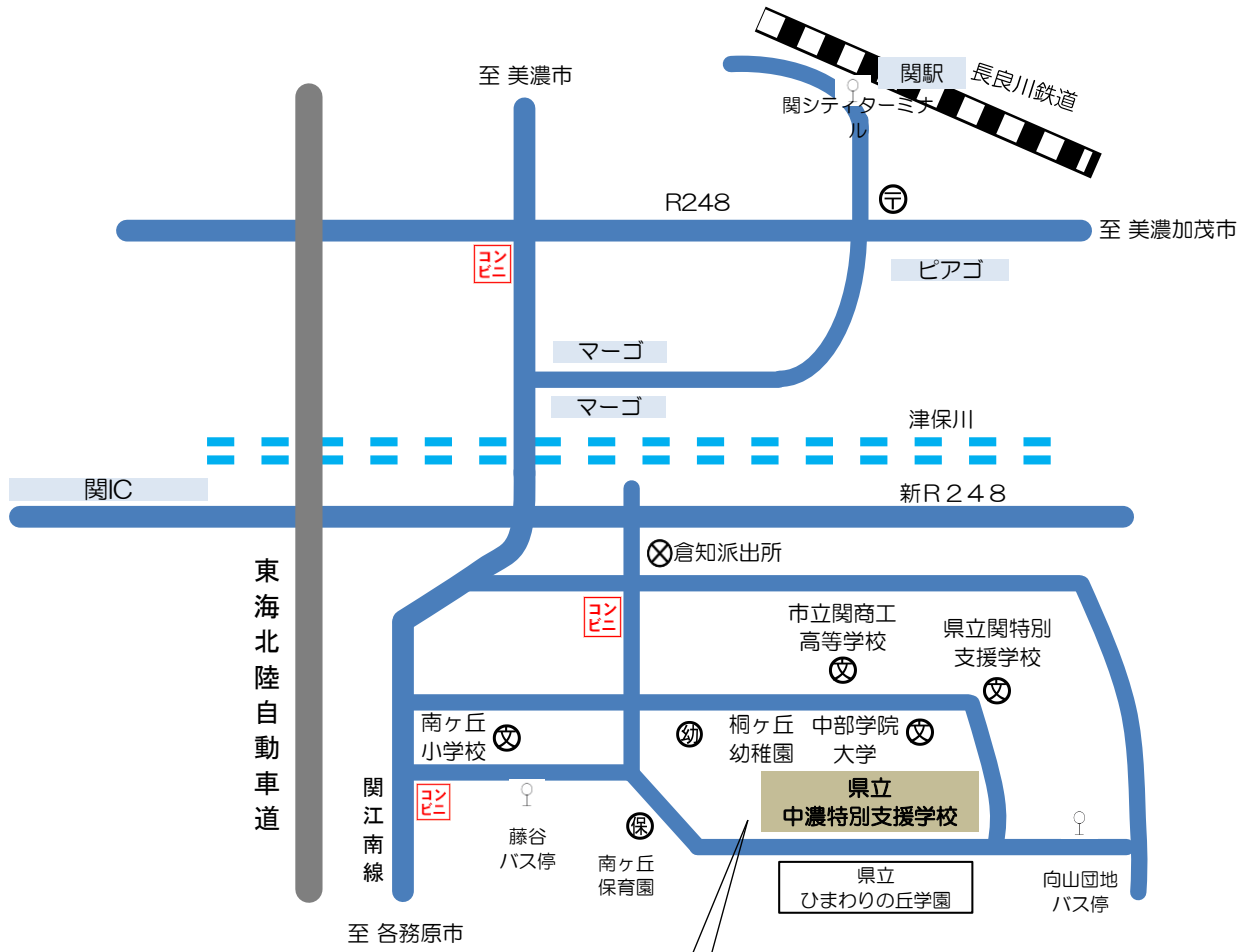 至 美濃市
関駅
長良川鉄道
関シティターミナ
ル
R248
〒
至 美濃加茂市
コン
ビニ
ピアゴ
マーゴ
マーゴ
津保川
関IC
新R248
倉知派出所
東海北陸自動車道
コン
ビニ
市立関商工
高等学校
文
県立関特別
支援学校
文
南ヶ丘
小学校
文
幼
桐ヶ丘
幼稚園
中部学院
大学
文
関江南線
コン
ビニ
県立
中濃特別支援学校
藤谷
バス停
保
南ヶ丘
保育園
県立
ひまわりの丘学園
向山団地
バス停
至 各務原市